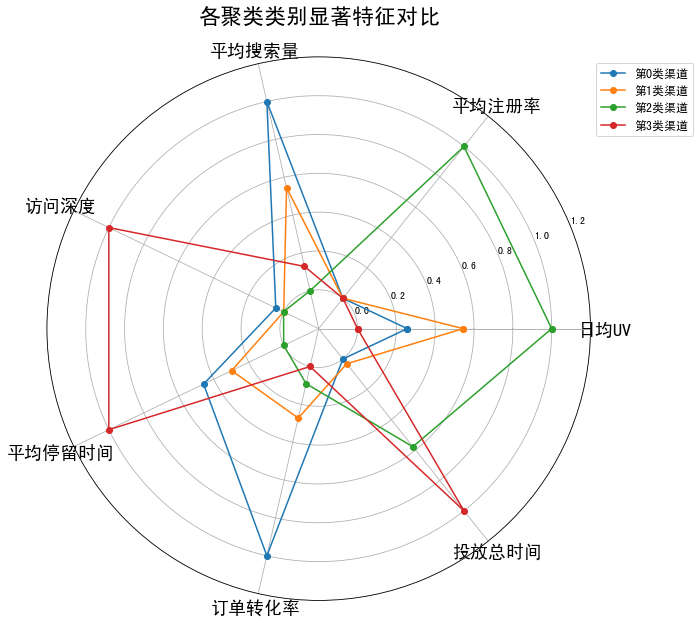 各聚类类别显著特征对比
平均搜索量
第0类渠道
第1类渠道
第2类渠道
第3类渠道
平均注册率
访问深度
1.2
1.0
0.8
0.6
0.4
0.2
0.0
日均UV
平均停留时间
投放总时间
订单转化率